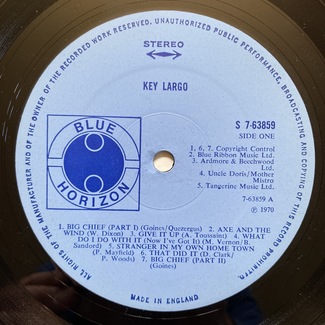 ALL RIGHTS OF THE MANUFACTURER AND OF THE OWNER OF THE RECORDED WORK RESERVED. UNAUTHORISED PUBLIC PERFORMANCE, BROADCASTING AND COPYING OF THIS RECORD PROHIBITED.
STEREO
KEY LARGO
S 7-63859
SIDE ONE
1, 6, 7. Copyright Control
2. Blue Ribbon Music Ltd.
3. Ardmore & Beechwood
Ltd.
4. Uncle Doris/Mother
Mistro
5. Tangerine Music Ltd.
7-63859 A
℗ 1970
BLUE
HORIZON
1. BIG CHIEF (PART I) (Goines/Quezergus) 2. AXE AND THE
WIND (W. Dixon) 3. GIVE IT UP (A. Toussaint) 4. WHAT
DO I DO WITH IT (Now I've Got It) (M. Vernon/B.
Sandord) 5. STRANGER IN MY OWN HOME TOWN
(P. Mayfield) 6. THAT DID IT (D. Clark/
P. Woods) 7. BIG CHIEF (PART II)
(Goines)
MADE IN ENGLAND